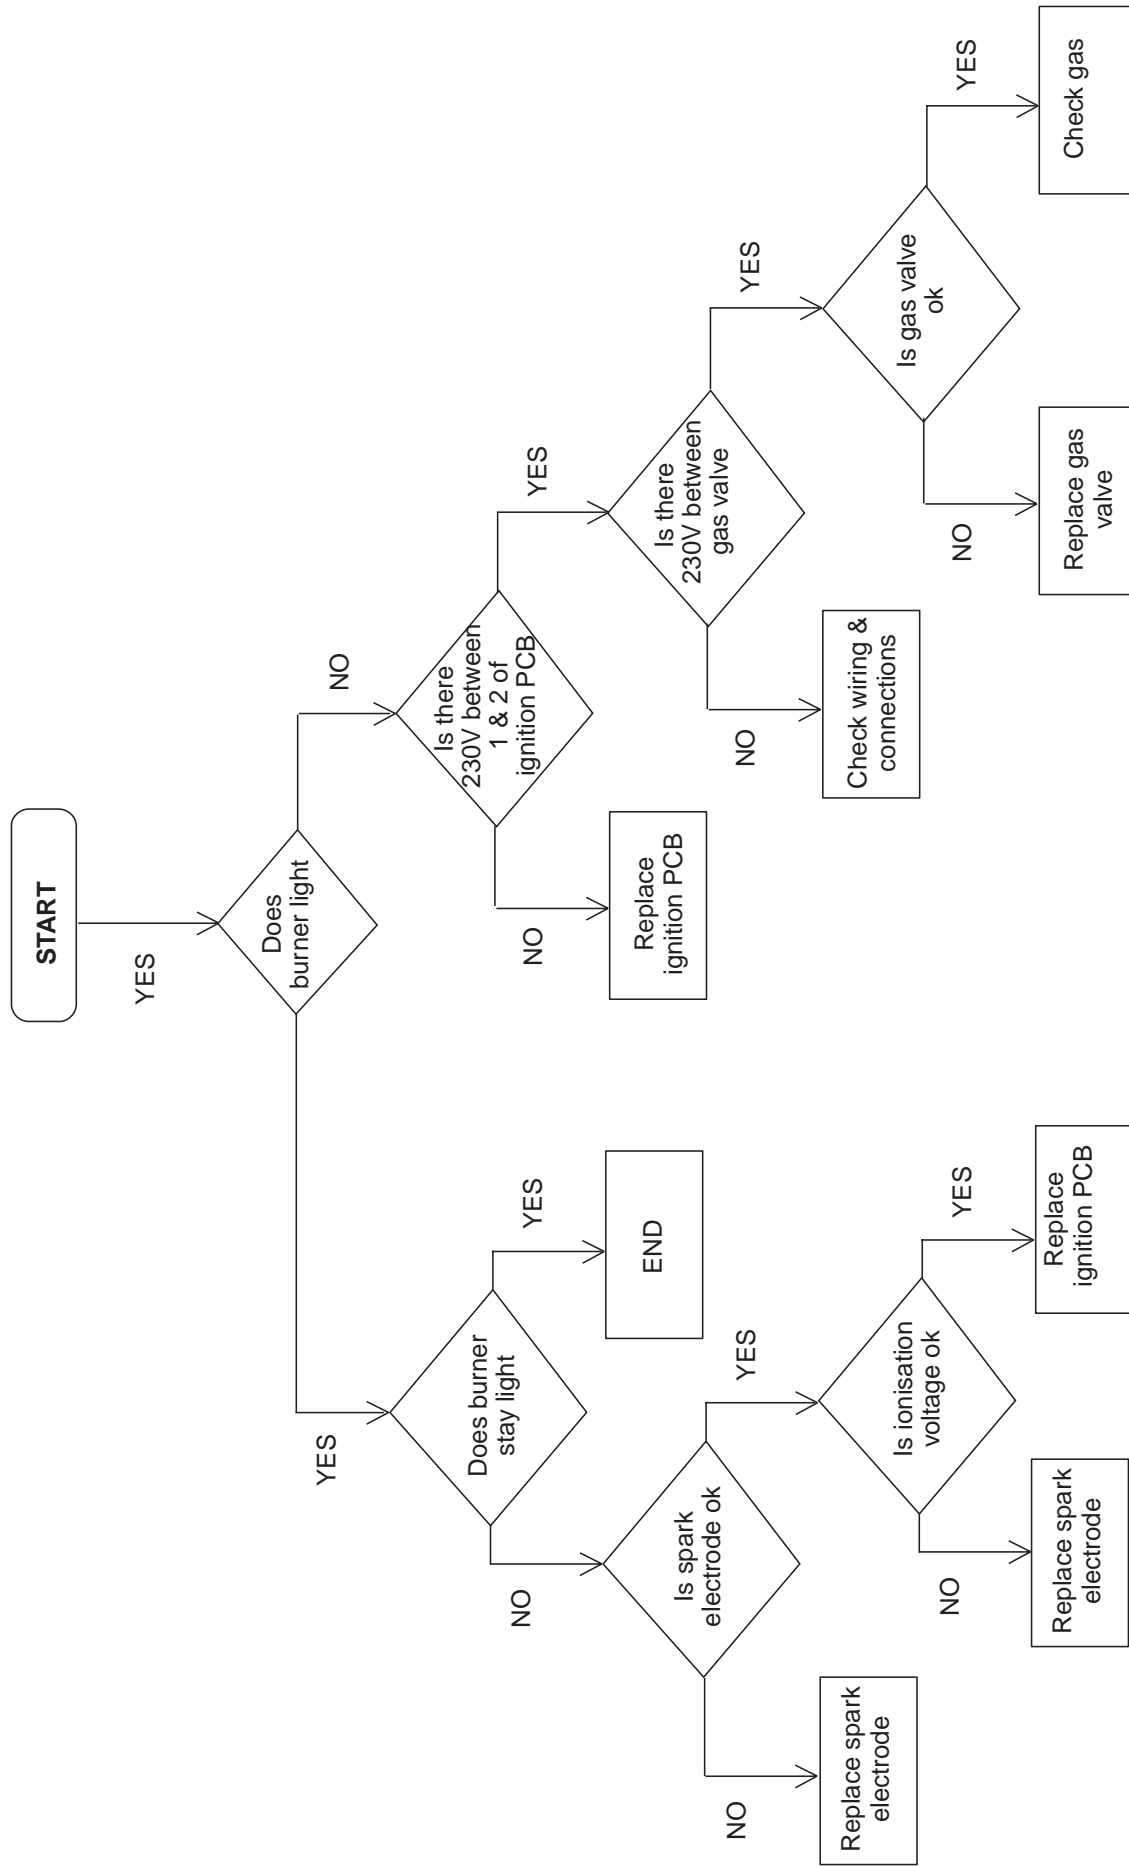 START
YES
Does
burner light
YES
NO
Does burner
stay light
Is there
230V between
1 & 2 of
ignition PCB
NO
YES
NO
YES
Is spark
electrode ok
END
Replace
ignition PCB
Is there
230V between
gas valve
NO
YES
NO
YES
Replace spark
electrode
Is ionisation
voltage ok
Check wiring &
connections
Is gas valve
ok
NO
YES
NO
YES
Replace spark
electrode
Replace
ignition PCB
Replace gas
valve
Check gas